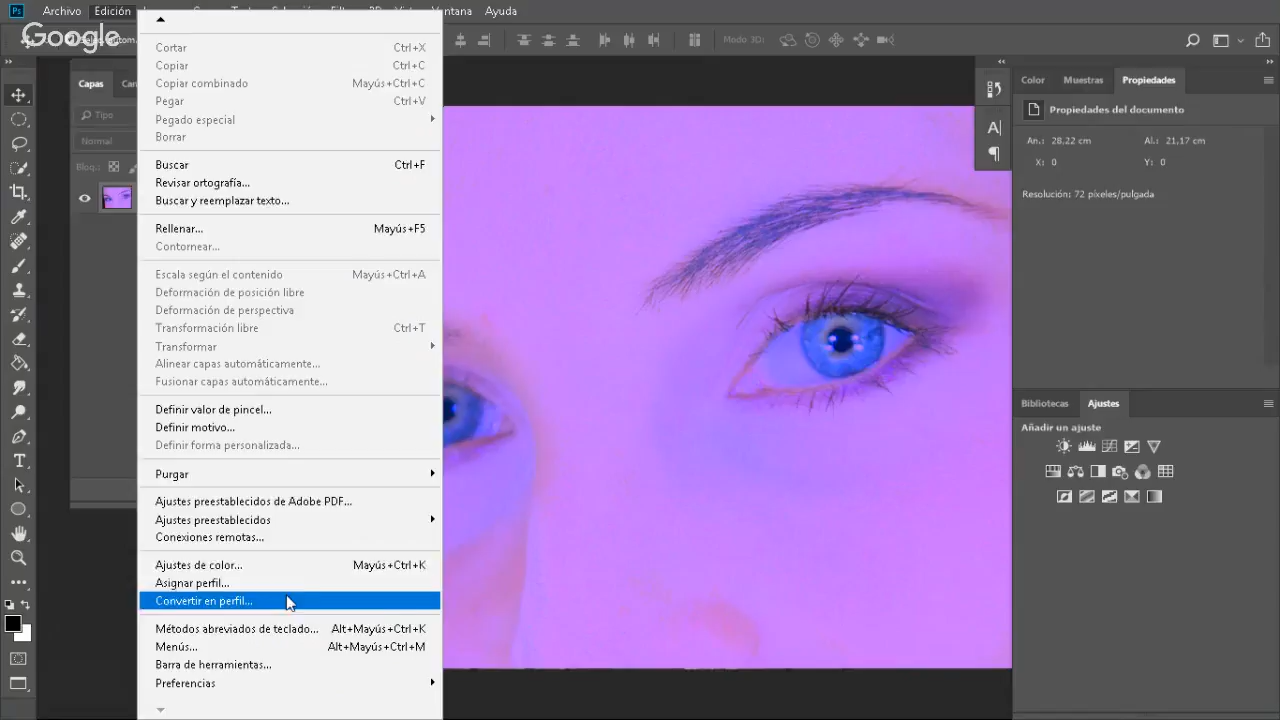 Ps Archivo Edición Ayuda
Google
Modo 3D:
Capas
Tipo
Normal
Bloq.:
Cortar Ctrl+X
Copiar Ctrl+C
Copiar combinado Mayús+Ctrl+C
Pegar Ctrl+V
Pegado especial
Borrar
Buscar Ctrl+F
Revisar ortografía...
Buscar y reemplazar texto...
Rellenar... Mayús+F5
Contornear...
Escala según el contenido Mayús+Ctrl+A
Deformación de posición libre
Deformación de perspectiva
Transformación libre Ctrl+T
Transformar
Alinear capas automáticamente...
Fusionar capas automáticamente...
Definir valor de pincel...
Definir motivo...
Definir forma personalizada...
Purgar
Ajustes preestablecidos de Adobe PDF...
Ajustes preestablecidos
Conexiones remotas...
Ajustes de color... Mayús+Ctrl+K
Asignar perfil...
Convertir en perfil...
Métodos abreviados de teclado... Alt+Mayús+Ctrl+K
Menús... Alt+Mayús+Ctrl+M
Barra de herramientas...
Preferencias
Color Muestras Propiedades
Propiedades del documento
An.: 28,22 cm Al.: 21,17 cm
X: 0 Y: 0
Resolución: 72 píxeles/pulgada
Bibliotecas Ajustes
Añadir un ajuste